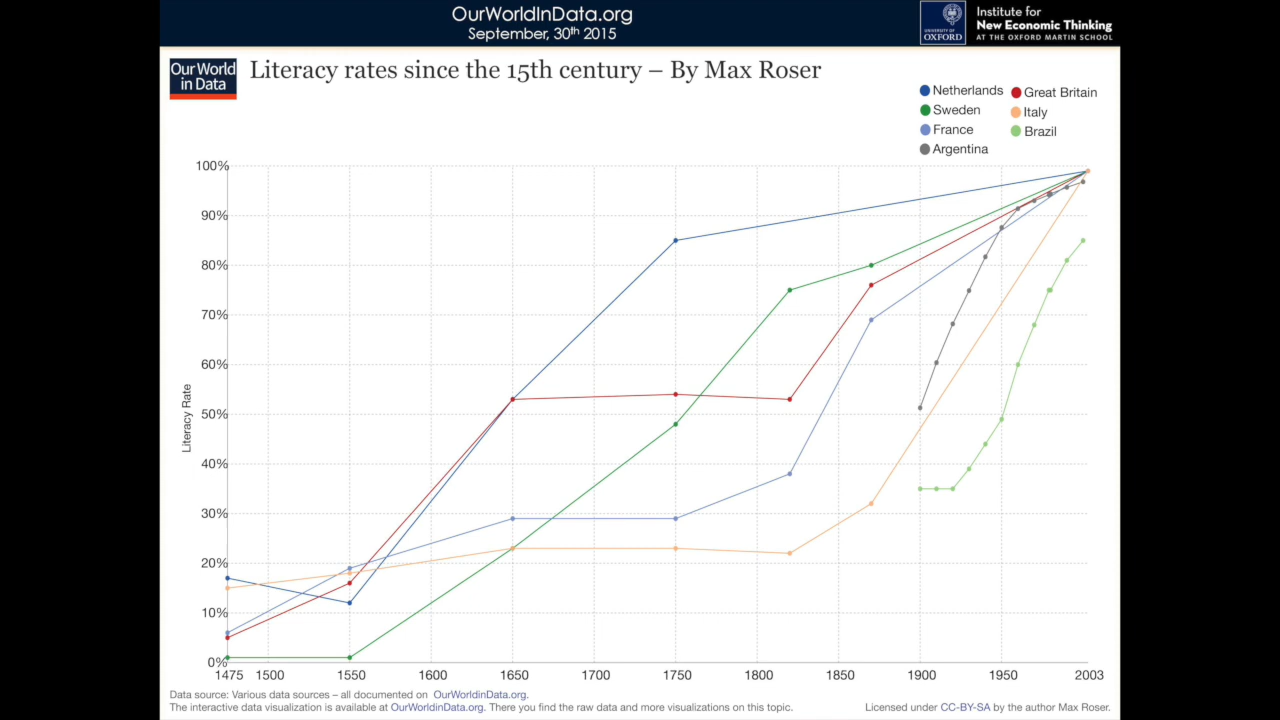 OurWorldInData.org
September, 30th 2015
UNIVERSITY OF
OXFORD
Institute for
New Economic Thinking
AT THE OXFORD MARTIN SCHOOL
Our World
in Data
Literacy rates since the 15th century – By Max Roser
Netherlands
Great Britain
Sweden
Italy
France
Brazil
Argentina
100%
90%
80%
70%
60%
50%
40%
30%
20%
10%
0%
Literacy Rate
1475 1500 1550 1600 1650 1700 1750 1800 1850 1900 1950 2003
Data source: Various data sources – all documented on OurWorldinData.org.
The interactive data visualization is available at OurWorldinData.org. There you find the raw data and more visualizations on this topic.
Licensed under CC-BY-SA by the author Max Roser.